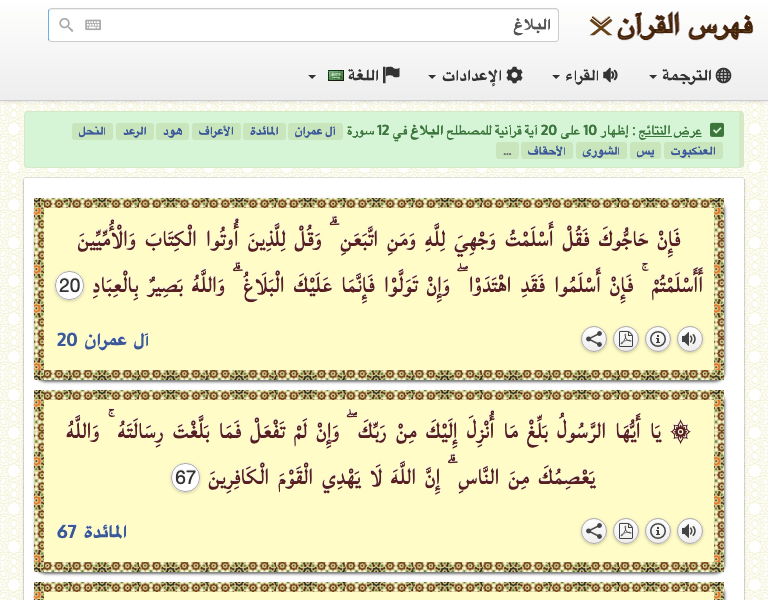 فهرس القرآن
البلاغ
الترجمة القراء الإعدادات اللغة
عرض النتائج : إظهار 10 على 20 آية قرآنية للمصطلح البلاغ في 12 سورة آل عمران المائدة الأعراف هود الرعد النحل
العنكبوت يس الشورى الأحقاف ...
فَإِنْ حَاجُّوكَ فَقُلْ أَسْلَمْتُ وَجْهِيَ لِلَّهِ وَمَنِ اتَّبَعَنِ ۗ وَقُلْ لِلَّذِينَ أُوتُوا الْكِتَابَ وَالْأُمِّيِّينَ
أَأَسْلَمْتُمْ ۚ فَإِنْ أَسْلَمُوا فَقَدِ اهْتَدَوْا ۖ وَإِنْ تَوَلَّوْا فَإِنَّمَا عَلَيْكَ الْبَلَاغُ ۗ وَاللَّهُ بَصِيرٌ بِالْعِبَادِ 20
آل عمران 20
۞ يَا أَيُّهَا الرَّسُولُ بَلِّغْ مَا أُنْزِلَ إِلَيْكَ مِنْ رَبِّكَ ۖ وَإِنْ لَمْ تَفْعَلْ فَمَا بَلَّغْتَ رِسَالَتَهُ ۚ وَاللَّهُ
يَعْصِمُكَ مِنَ النَّاسِ ۗ إِنَّ اللَّهَ لَا يَهْدِي الْقَوْمَ الْكَافِرِينَ 67
المائدة 67